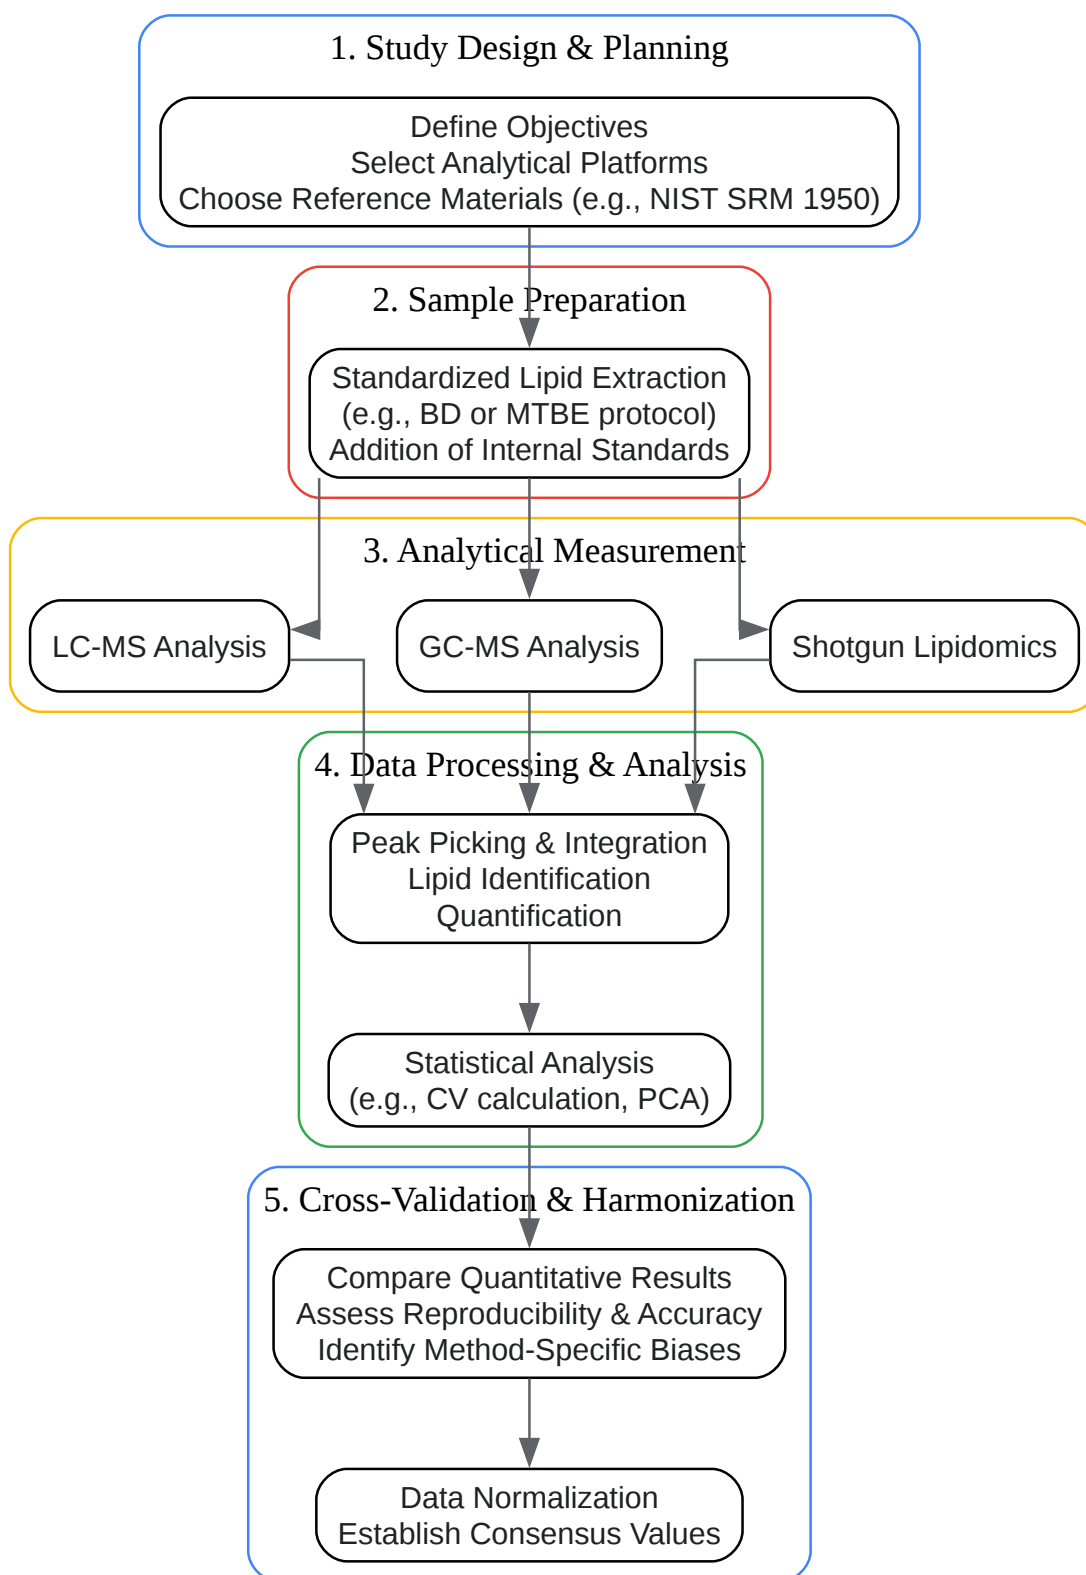 1. Study Design & Planning
Define Objectives
Select Analytical Platforms
Choose Reference Materials (e.g., NIST SRM 1950)
2. Sample Preparation
Standardized Lipid Extraction
(e.g., BD or MTBE protocol)
Addition of Internal Standards
3. Analytical Measurement
LC-MS Analysis
GC-MS Analysis
Shotgun Lipidomics
4. Data Processing & Analysis
Peak Picking & Integration
Lipid Identification
Quantification
Statistical Analysis
(e.g., CV calculation, PCA)
5. Cross-Validation & Harmonization
Compare Quantitative Results
Assess Reproducibility & Accuracy
Identify Method-Specific Biases
Data Normalization
Establish Consensus Values